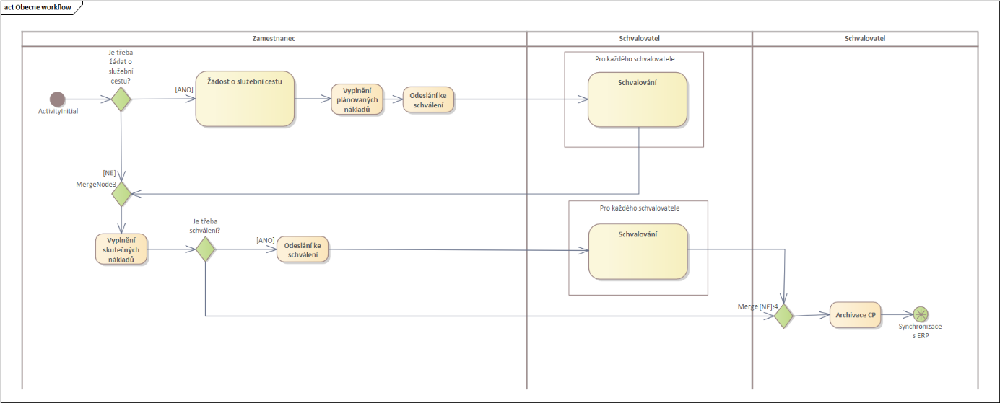 act Obecne workflow
Zamestnanec
Schvalovatel
Schvalovatel
Je třeba
žádat o
služební
cestu?
ActivityInitial
[ANO]
Žádost o služební cestu
Vyplnění
plánovaných
nákladů
Odeslání ke
schválení
Pro každého schvalovatele
Schvalování
[NE]
MergeNode3
Vyplnění
skutečných
nákladů
Je třeba
schválení?
[ANO]
Odeslání ke
schválení
Pro každého schvalovatele
Schvalování
Merge [NE] 4
Archivace CP
Synchronizace
s ERP